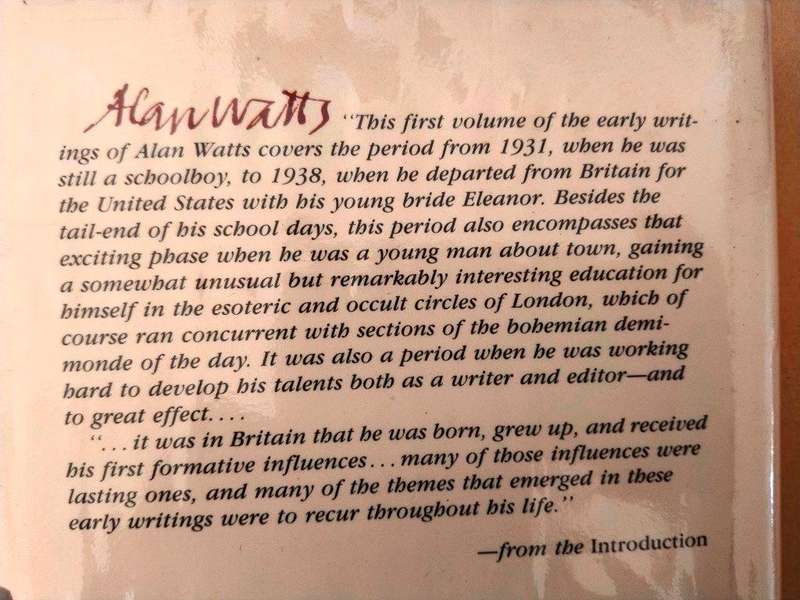 Alan Watts "This first volume of the early writ-
ings of Alan Watts covers the period from 1931, when he was
still a schoolboy, to 1938, when he departed from Britain for
the United States with his young bride Eleanor. Besides the
tail-end of his school days, this period also encompasses that
exciting phase when he was a young man about town, gaining
a somewhat unusual but remarkably interesting education for
himself in the esoteric and occult circles of London, which of
course ran concurrent with sections of the bohemian demi-
monde of the day. It was also a period when he was working
hard to develop his talents both as a writer and editor—and
to great effect....
"...it was in Britain that he was born, grew up, and received
his first formative influences...many of those influences were
lasting ones, and many of the themes that emerged in these
early writings were to recur throughout his life."
—from the Introduction